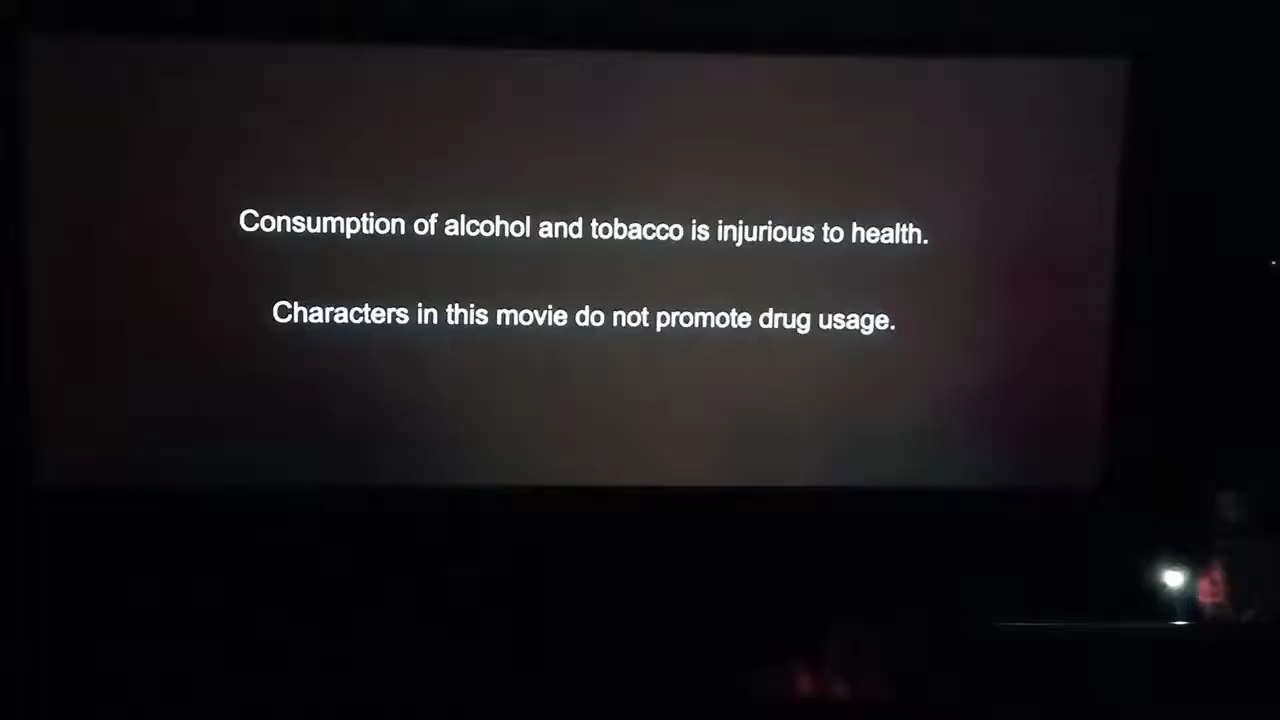 Consumption of alcohol and tobacco is injurious to health.
Characters in this movie do not promote drug usage.